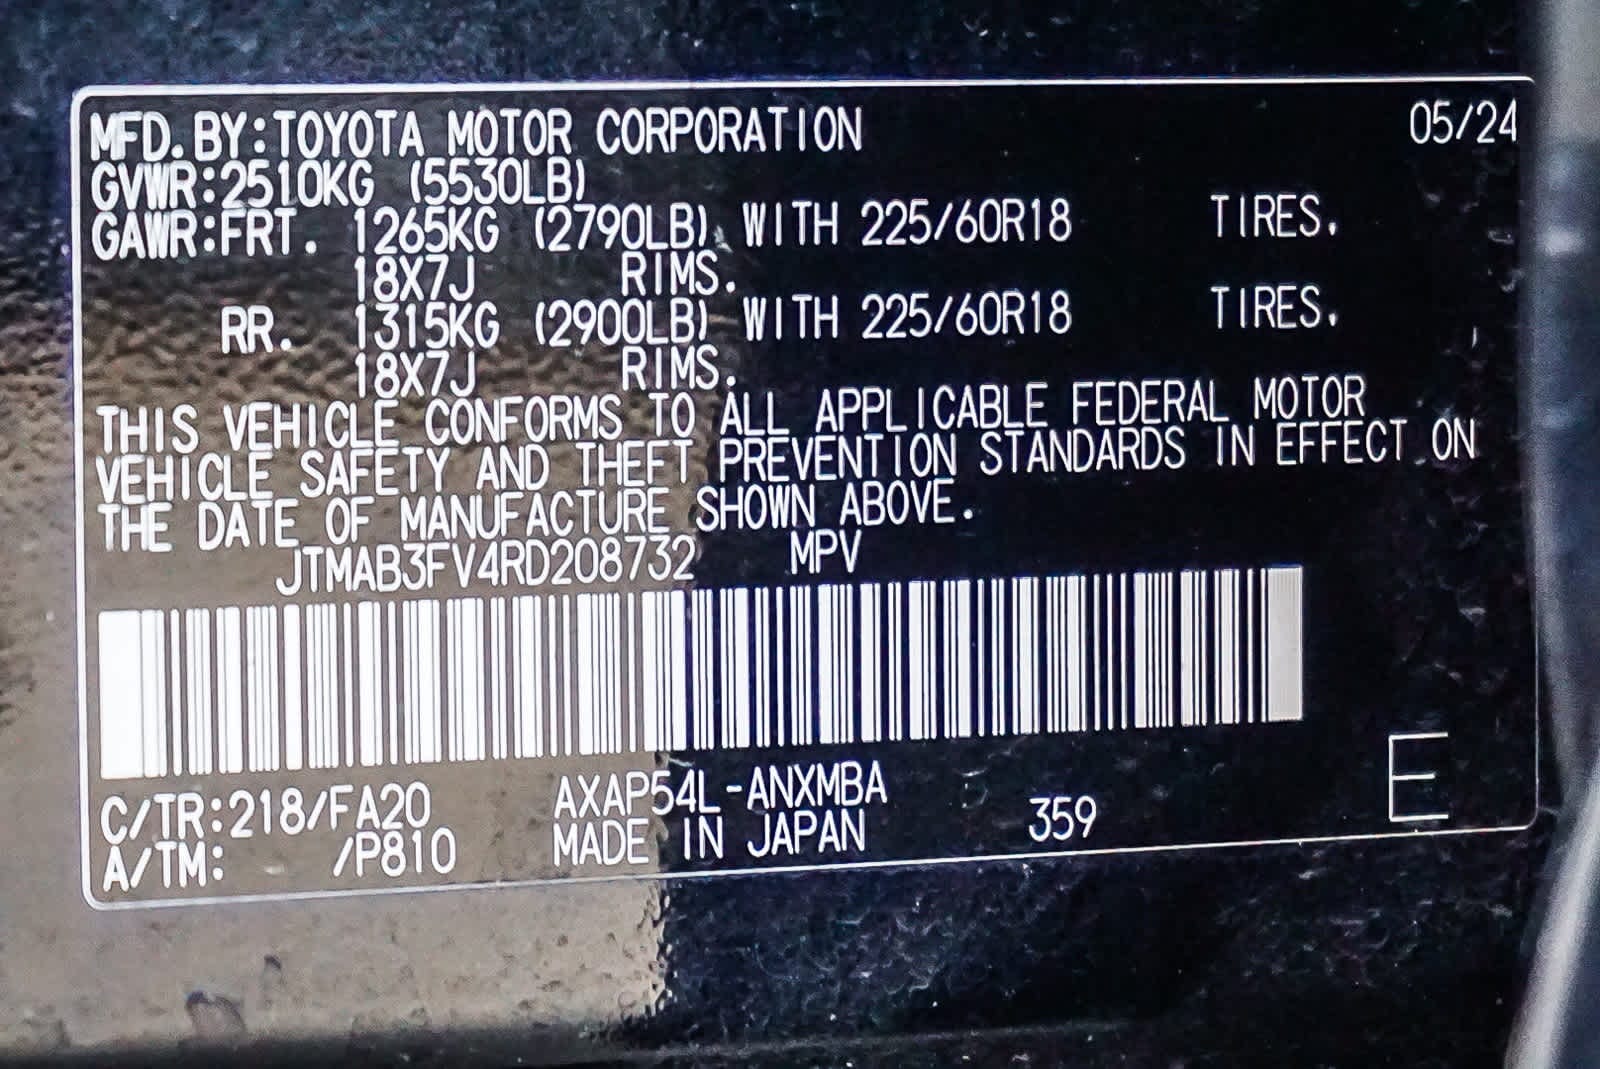 MFD.BY:TOYOTA MOTOR CORPORATION 05/24
GVWR:2510KG (5530LB)
GAWR:FRT. 1265KG (2790LB) WITH 225/60R18 TIRES.
18X7J RIMS.
RR. 1315KG (2900LB) WITH 225/60R18 TIRES.
18X7J RIMS.
THIS VEHICLE CONFORMS TO ALL APPLICABLE FEDERAL MOTOR
VEHICLE SAFETY AND THEFT PREVENTION STANDARDS IN EFFECT ON
THE DATE OF MANUFACTURE SHOWN ABOVE.
JTMAB3FV4RD208732 MPV
C/TR:218/FA20 AXAP54L-ANXMBA
A/TM: /P810 MADE IN JAPAN 359 E